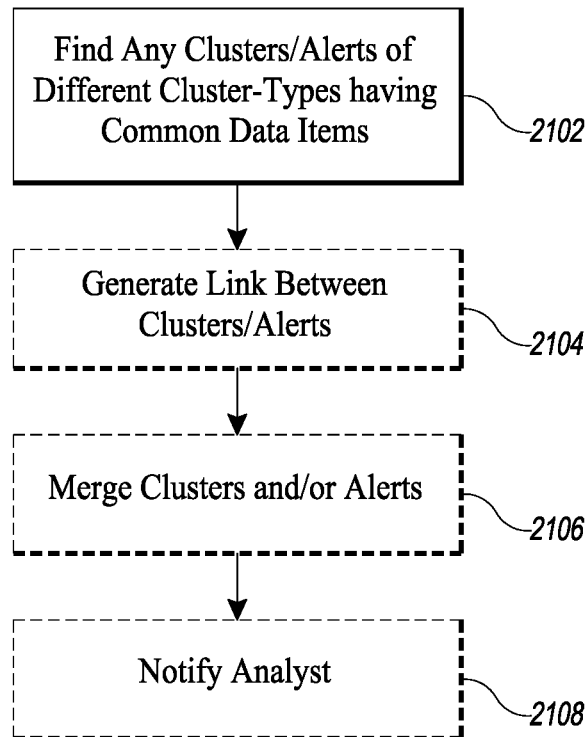 Find Any Clusters/Alerts of
Different Cluster-Types having
Common Data Items
2102
Generate Link Between
Clusters/Alerts
2104
Merge Clusters and/or Alerts
2106
Notify Analyst
2108